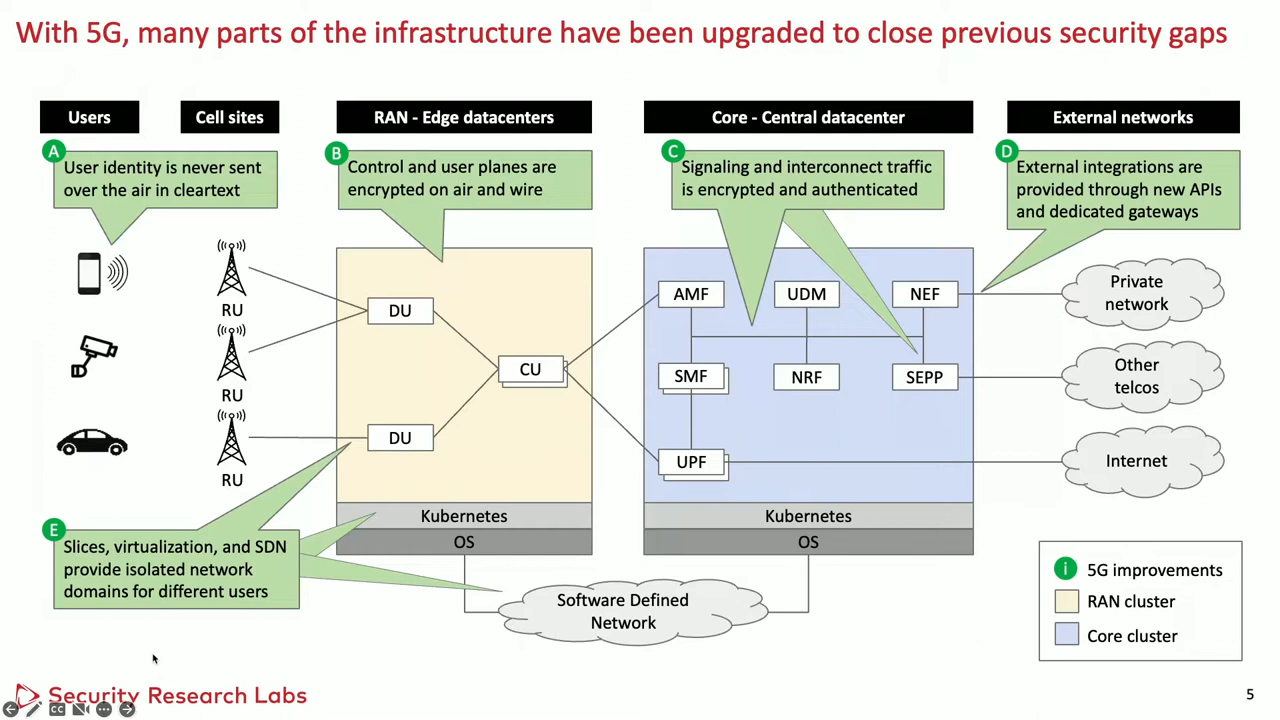 With 5G, many parts of the infrastructure have been upgraded to close previous security gaps
Users
Cell sites
RAN - Edge datacenters
Core - Central datacenter
External networks
A
User identity is never sent
over the air in cleartext
B
Control and user planes are
encrypted on air and wire
C
Signaling and interconnect traffic
is encrypted and authenticated
D
External integrations are
provided through new APIs
and dedicated gateways
RU
RU
RU
DU
DU
CU
AMF
UDM
NEF
SMF
NRF
SEPP
UPF
Private
network
Other
telcos
Internet
Kubernetes
OS
Kubernetes
OS
E
Slices, virtualization, and SDN
provide isolated network
domains for different users
Software Defined
Network
i
5G improvements
RAN cluster
Core cluster
Security Research Labs
CC
5